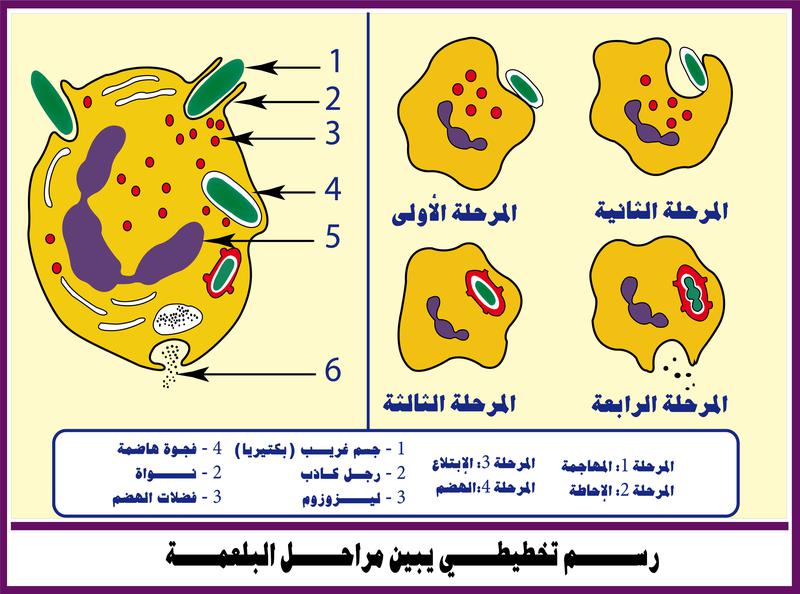 1
2
3
4
5
6
المرحلة الأولى
المرحلة الثانية
المرحلة الثالثة
المرحلة الرابعة
المرحلة 1: المهاجمة
المرحلة 2: الإحاطة
المرحلة 3: الإبتلاع
المرحلة 4:الهضم
1 - جسم غريب (بكتيريا)
2 - رجل كاذب
3 - ليزوزوم
4 - فجوة هاضمة
2 - نواة
3 - فضلات الهضم
رسم تخطيطي يبين مراحل البلعمة